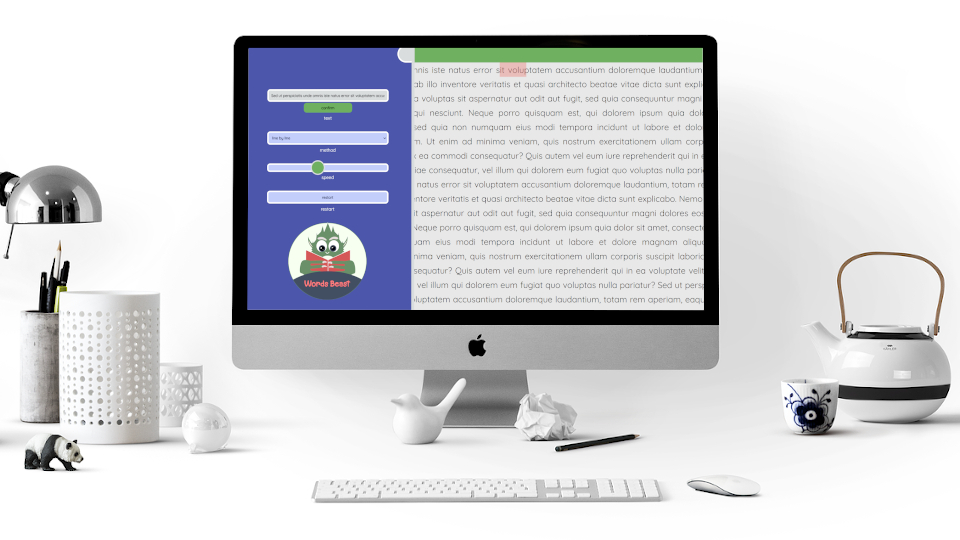 Sed ut perspiciatis unde omnis iste natus error sit voluptatem accus
confirm
text
line by line
method
speed
restart
restart
Words Beast
nnis iste natus error sit voluptatem accusantium doloremque laudantium,
ab illo inventore veritatis et quasi architecto beatae vitae dicta sunt expli
a voluptas sit aspernatur aut odit aut fugit, sed quia consequuntur magni
qui nesciunt. Neque porro quisquam est, qui dolorem ipsum quia dol
sed quia non numquam eius modi tempora incidunt ut labore et dolo
m. Ut enim ad minima veniam, quis nostrum exercitationem ullam corp
ea commodi consequatur? Quis autem vel eum iure reprehenderit qui in
iae consequatur, vel illum qui dolorem eum fugiat quo voluptas nulla pari
natus error sit voluptatem accusantium doloremque laudantium, totam r
ntore veritatis et quasi architecto beatae vitae dicta sunt explicabo. Nemo
it aspernatur aut odit aut fugit, sed quia consequuntur magni dolores eos
Neque porro quisquam est, qui dolorem ipsum quia dolor sit amet, consect
uam eius modi tempora incidunt ut labore et dolore magnam alique
nima veniam, quis nostrum exercitationem ullam corporis suscipit laborio
sequatur? Quis autem vel eum iure reprehenderit qui in ea voluptate velit
vel illum qui dolorem eum fugiat quo voluptas nulla pariatur? Sed ut persp
oluptatem accusantium doloremque laudantium, totam rem aperiam, eaqu